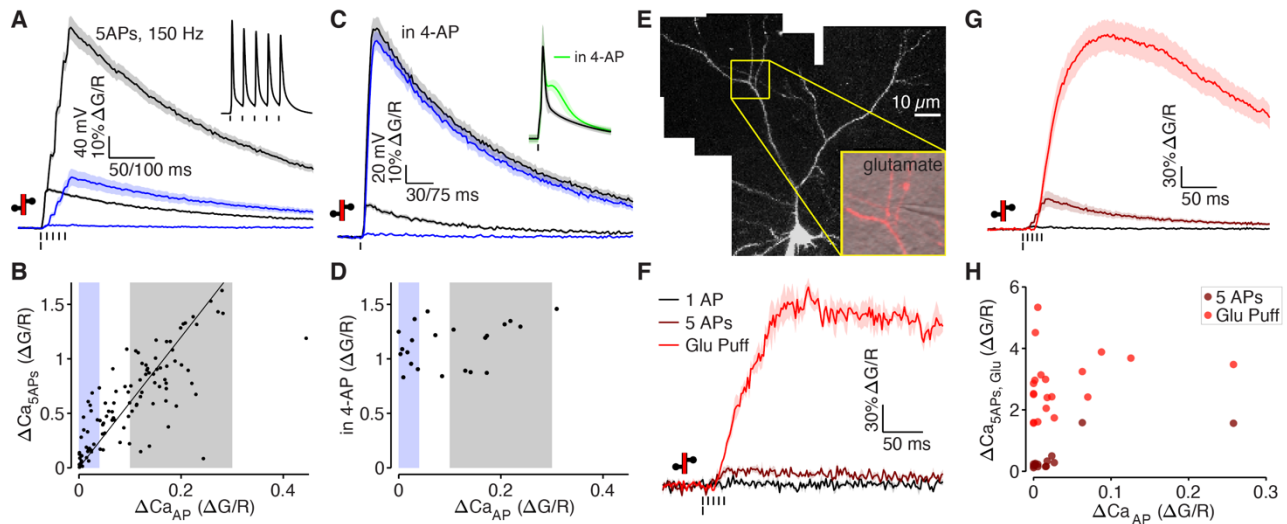 A
5APs, 150 Hz
40 mV
10% ΔG/R
50/100 ms
B
ΔCa5APs (ΔG/R)
1.5
1
0.5
0
0
0.2
0.4
ΔCaAP (ΔG/R)
C
in 4-AP
in 4-AP
20 mV
10% ΔG/R
30/75 ms
D
in 4-AP (ΔG/R)
1.5
1
0.5
0
0
0.2
0.4
ΔCaAP (ΔG/R)
E
10 μm
glutamate
F
1 AP
5 APs
Glu Puff
30% ΔG/R
50 ms
G
30% ΔG/R
50 ms
H
5 APs
Glu Puff
ΔCa5APs, Glu (ΔG/R)
6
4
2
0
0
0.1
0.2
0.3
ΔCaAP (ΔG/R)